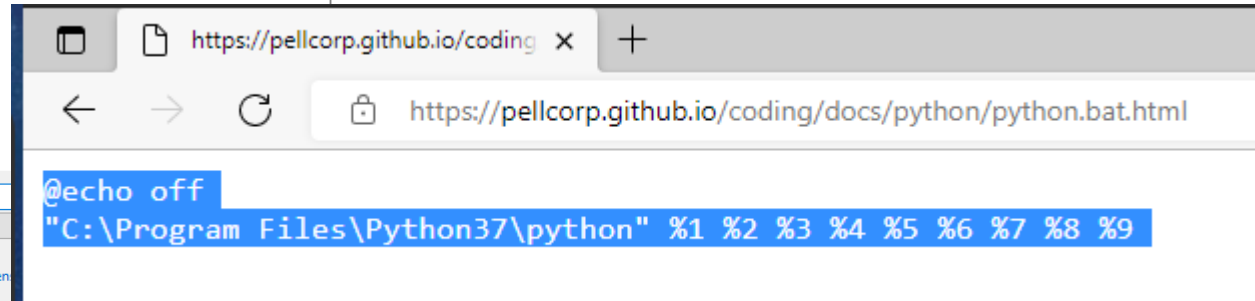 https://pellcorp.github.io/coding
https://pellcorp.github.io/coding/docs/python/python.bat.html
@echo off
"C:\Program Files\Python37\python" %1 %2 %3 %4 %5 %6 %7 %8 %9